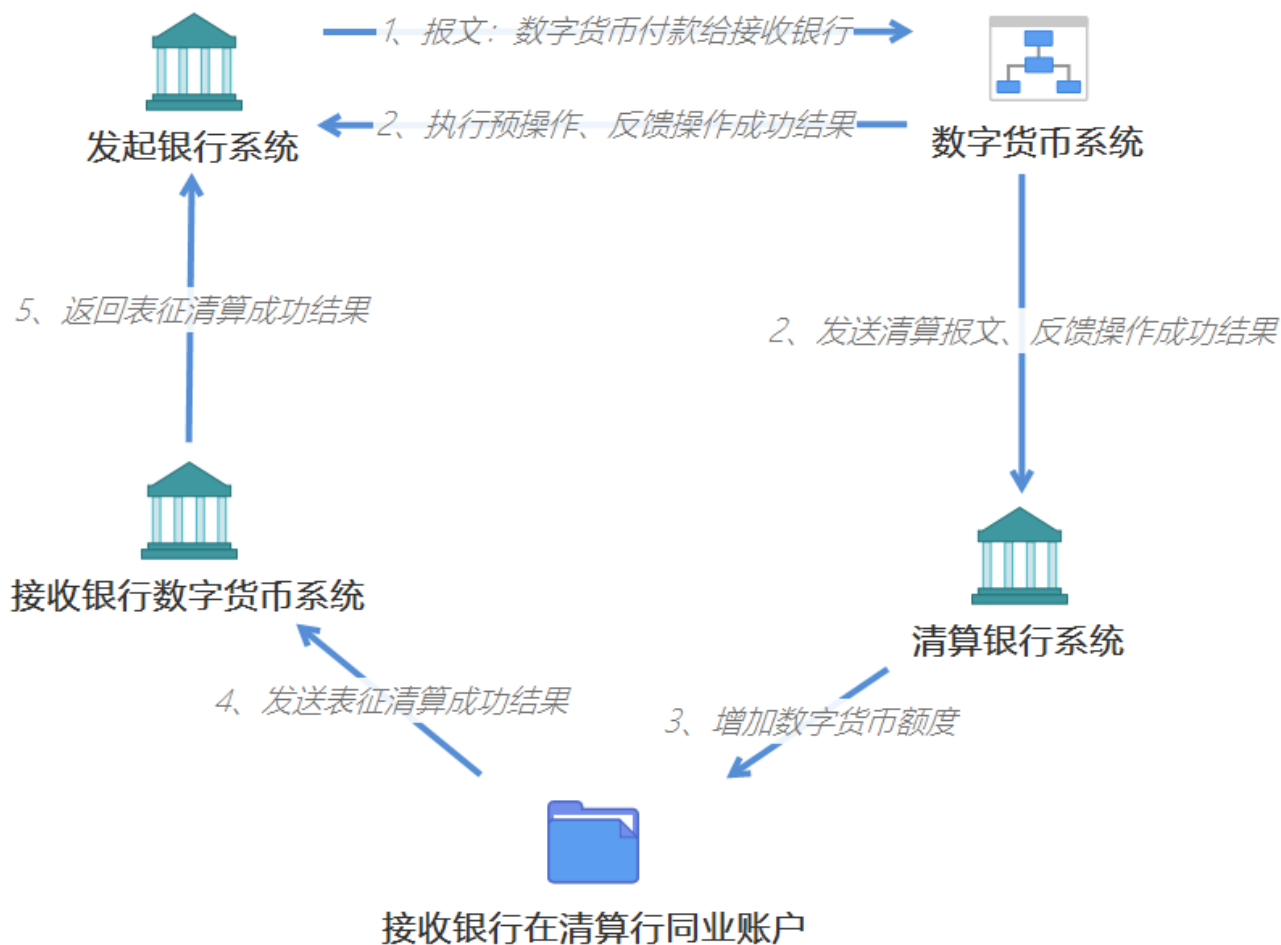 1、报文：数字货币付款给接收银行
2、执行预操作、反馈操作成功结果
发起银行系统
数字货币系统
5、返回表征清算成功结果
2、发送清算报文、反馈操作成功结果
接收银行数字货币系统
清算银行系统
4、发送表征清算成功结果
3、增加数字货币额度
接收银行在清算行同业账户